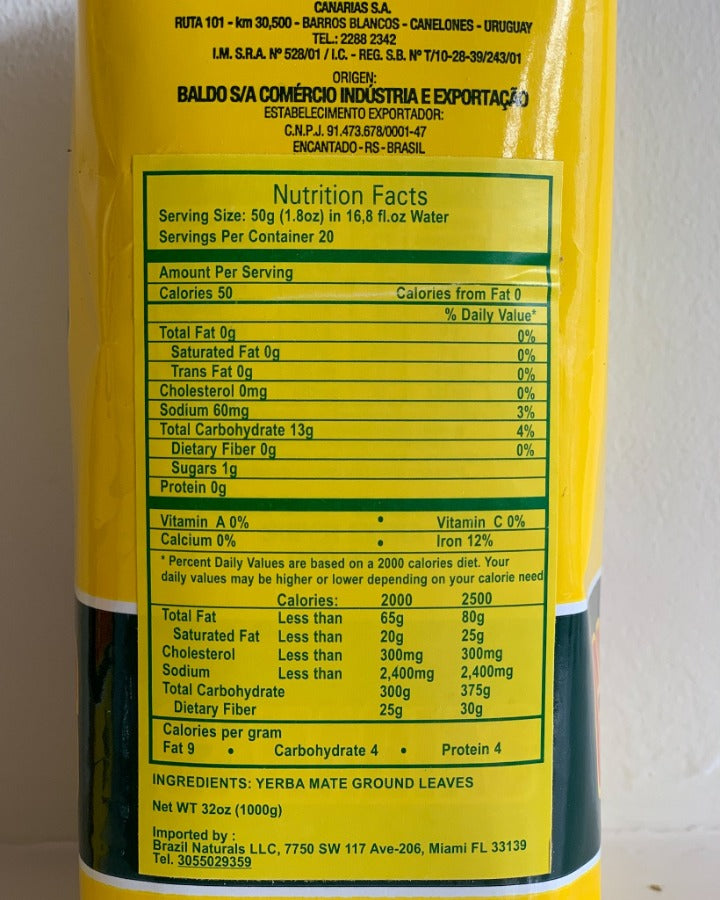 CANARIAS S.A.
RUTA 101 - km 30,500 - BARROS BLANCOS - CANELONES - URUGUAY
TEL.: 2288 2342
I.M. S.R.A. Nº 528/01 / I.C. - REG. S.B. Nº T/10-28-39/243/01
ORIGEN:
BALDO S/A COMÉRCIO INDÚSTRIA E EXPORTAÇÃO
ESTABELECIMENTO EXPORTADOR:
C.N.P.J. 91.473.678/0001-47
ENCANTADO - RS - BRASIL
Nutrition Facts
Serving Size: 50g (1.8oz) in 16,8 fl.oz Water
Servings Per Container 20
Amount Per Serving
Calories 50 Calories from Fat 0
% Daily Value*
Total Fat 0g 0%
Saturated Fat 0g 0%
Trans Fat 0g 0%
Cholesterol 0mg 0%
Sodium 60mg 3%
Total Carbohydrate 13g 4%
Dietary Fiber 0g 0%
Sugars 1g
Protein 0g
Vitamin A 0% • Vitamin C 0%
Calcium 0% • Iron 12%
* Percent Daily Values are based on a 2000 calories diet. Your
daily values may be higher or lower depending on your calorie need
Calories: 2000 2500
Total Fat Less than 65g 80g
Saturated Fat Less than 20g 25g
Cholesterol Less than 300mg 300mg
Sodium Less than 2,400mg 2,400mg
Total Carbohydrate 300g 375g
Dietary Fiber 25g 30g
Calories per gram
Fat 9 • Carbohydrate 4 • Protein 4
INGREDIENTS: YERBA MATE GROUND LEAVES
Net WT 32oz (1000g)
Imported by :
Brazil Naturals LLC, 7750 SW 117 Ave-206, Miami FL 33139
Tel. 3055029359